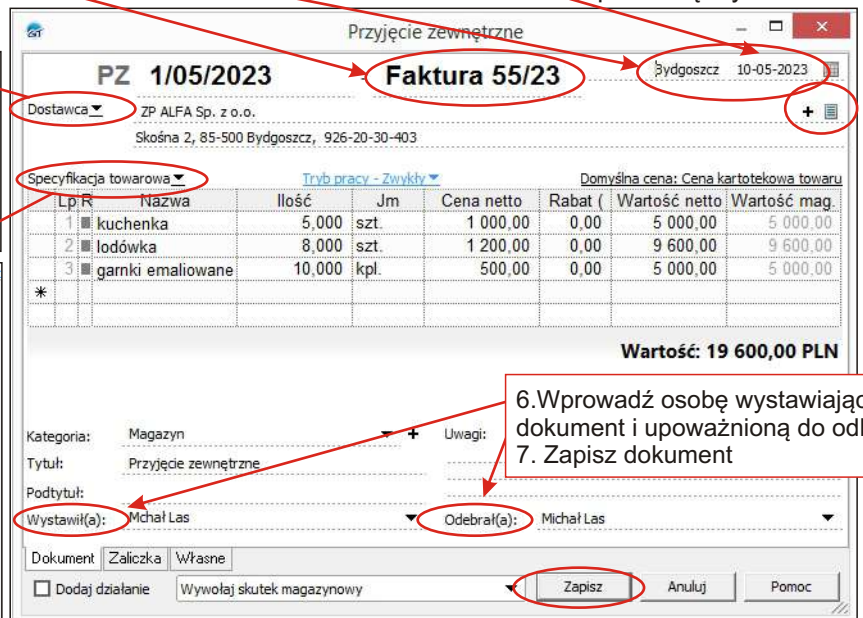 GT
Przyjęcie zewnętrzne
PZ 1/05/2023 Faktura 55/23 Bydgoszcz 10-05-2023
Dostawca ZP ALFA Sp. z o.o.
Skośna 2, 85-500 Bydgoszcz, 926-20-30-403
Specyfikacja towarowa Tryb pracy - Zwykły Domyślna cena: Cena kartotekowa towaru
Lp R Nazwa Ilość Jm Cena netto Rabat ( Wartość netto Wartość mag.
1 kuchenka 5,000 szt. 1 000,00 0,00 5 000,00 5 000,00
2 lodówka 8,000 szt. 1 200,00 0,00 9 600,00 9 600,00
3 garnki emaliowane 10,000 kpl. 500,00 0,00 5 000,00 5 000,00
Wartość: 19 600,00 PLN
6.Wprowadź osobę wystawiając
dokument i upoważnioną do od
7. Zapisz dokument
Kategoria: Magazyn Uwagi:
Tytuł: Przyjęcie zewnętrzne
Podtytuł:
Wystawił(a): Mchał Las Odebrał(a): Michał Las
Dokument Zaliczka Własne
Dodaj działanie Wywołaj skutek magazynowy Zapisz Anuluj Pomoc